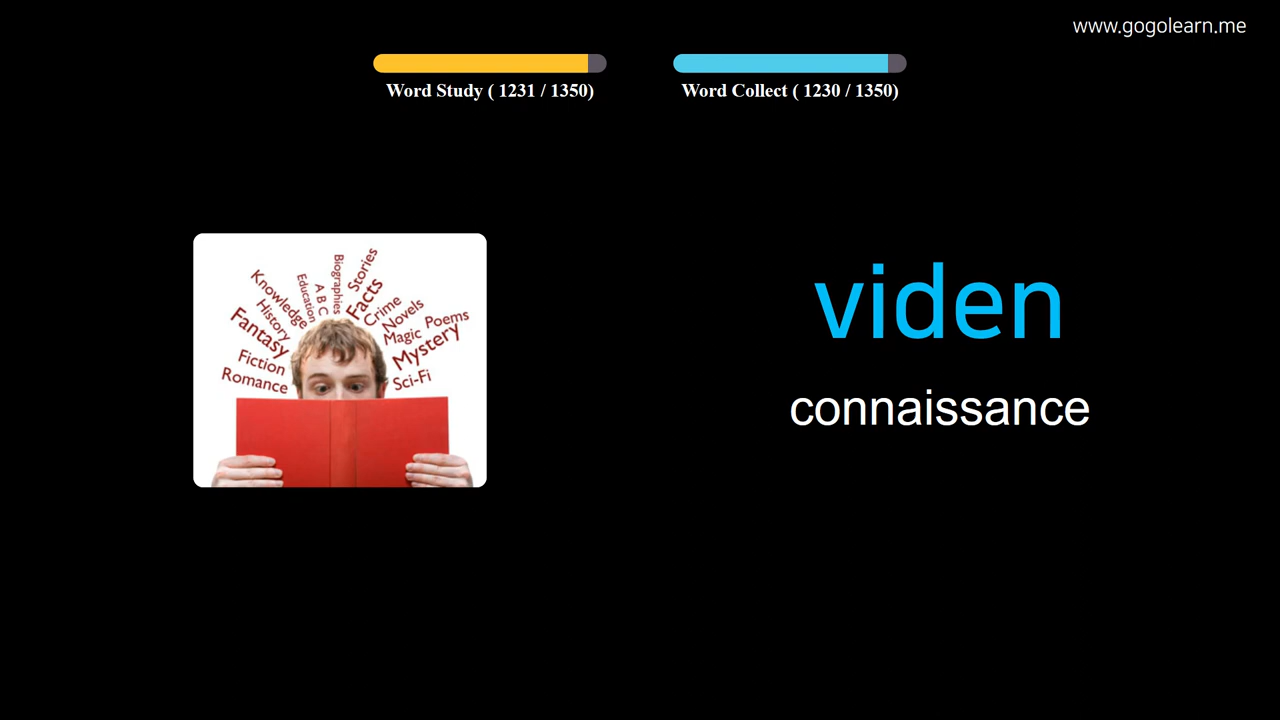 www.gogolearn.me
Word Study ( 1231 / 1350)
Word Collect ( 1230 / 1350)
viden
connaissance
Knowledge
History
Fantasy
Fiction
Romance
Education
A B C
Biographies
Stories
Facts
Crime
Novels
Magic
Poems
Mystery
Sci-Fi